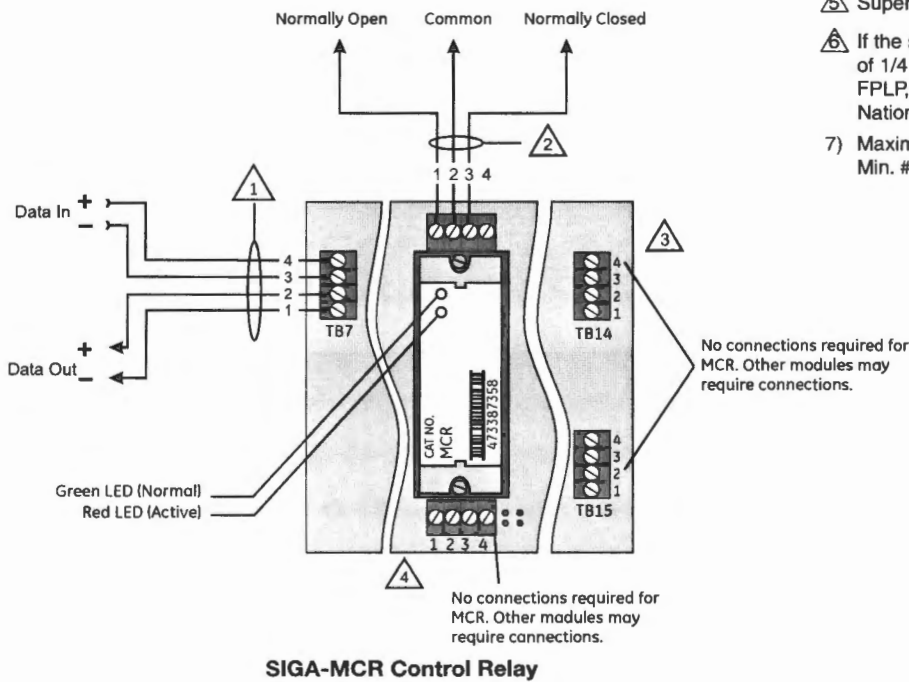 Normally Open Common Normally Closed
5 Super
6 If the s
of 1/4
FPLP,
Nation
7) Maxin
Min. #
2
1 2 3 4
1
Data In + −
4
3
2
1
TB7
Data Out + −
3
4
3
2
1
TB14
No connections required for
MCR. Other modules may
require connections.
CAT NO.
MCR
473387358
4
3
2
1
TB15
Green LED (Normal)
Red LED (Active)
1 2 3 4
4
No connections required for
MCR. Other madules may
require cannections.
SIGA-MCR Control Relay